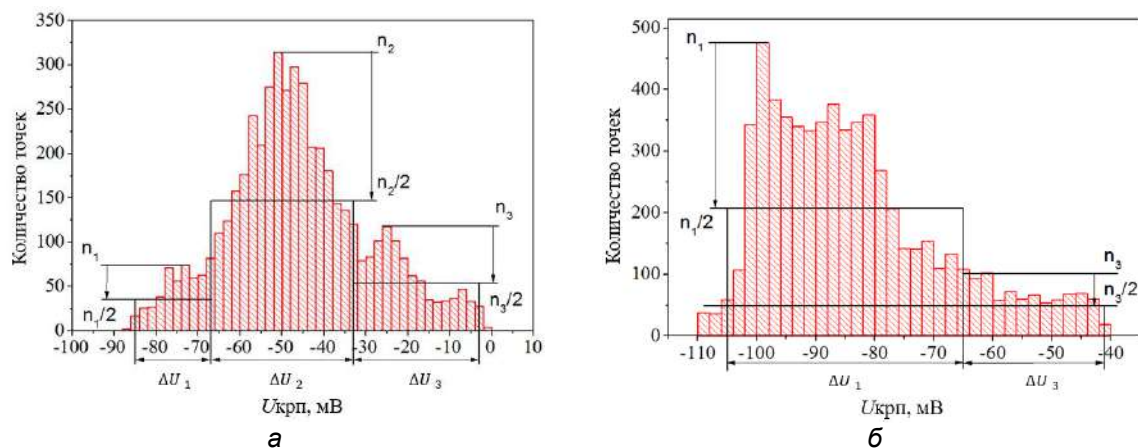 350
300
250
200
150
100
50
0
Количество точек
n₂
n₂/2
n₃
n₃/2
n₁
n₁/2
-100 -90 -80 -70 -60 -50 -40 -30 -20 -10 0 10
ΔU₁ ΔU₂ ΔU₃
Uкрп, мВ
а
500
400
300
200
100
0
Количество точек
n₁
n₁/2
n₃
n₃/2
-110 -100 -90 -80 -70 -60 -50 -40
ΔU₁ ΔU₃
Uкрп, мВ
б